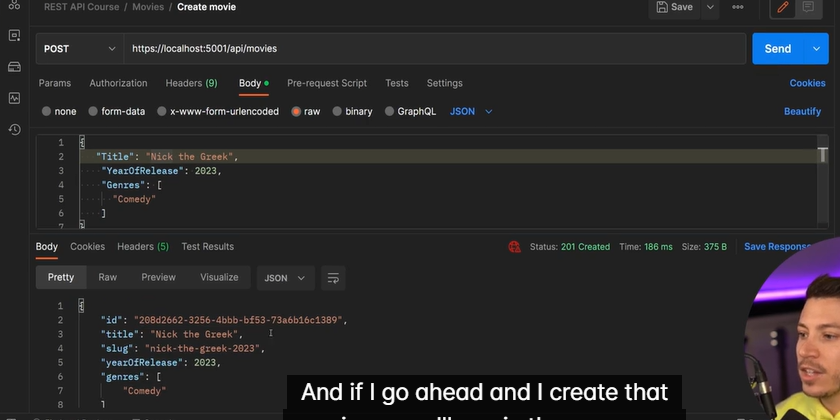 REST API Course / Movies / Create movie
Save
POST
https://localhost:5001/api/movies
Send
Params
Authorization
Headers (9)
Body
Pre-request Script
Tests
Settings
Cookies
none
form-data
x-www-form-urlencoded
raw
binary
GraphQL
JSON
Beautify
1 {
2 "Title": "Nick the Greek",
3 "YearOfRelease": 2023,
4 "Genres": [
5 "Comedy"
6 ]
7 }
Body
Cookies
Headers (5)
Test Results
Status: 201 Created
Time: 186 ms
Size: 375 B
Save Response
Pretty
Raw
Preview
Visualize
JSON
1 {
2 "id": "208d2662-3256-4bbb-bf53-73a6b16c1389",
3 "title": "Nick the Greek",
4 "slug": "nick-the-greek-2023",
5 "yearOfRelease": 2023,
6 "genres": [
7 "Comedy"
8 ]
And if I go ahead and I create that